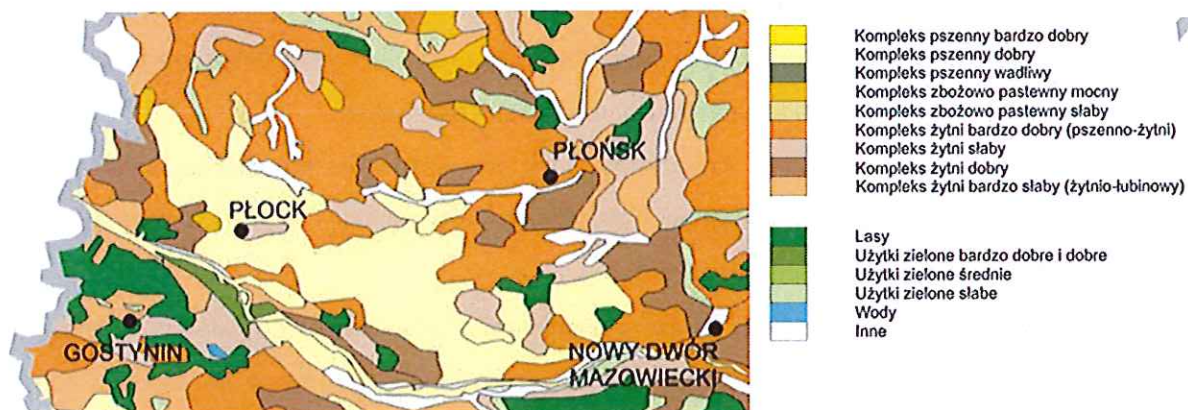 PŁOŃSK
PŁOCK
GOSTYNIN
NOWY DWÓR
MAZOWIECKI
Kompleks pszenny bardzo dobry
Kompleks pszenny dobry
Kompleks pszenny wadliwy
Kompleks zbożowo pastewny mocny
Kompleks zbożowo pastewny słaby
Kompleks żytni bardzo dobry (pszenno-żytni)
Kompleks żytni słaby
Kompleks żytni dobry
Kompleks żytni bardzo słaby (żytnio-łubinowy)
Lasy
Użytki zielone bardzo dobre i dobre
Użytki zielone średnie
Użytki zielone słabe
Wody
Inne